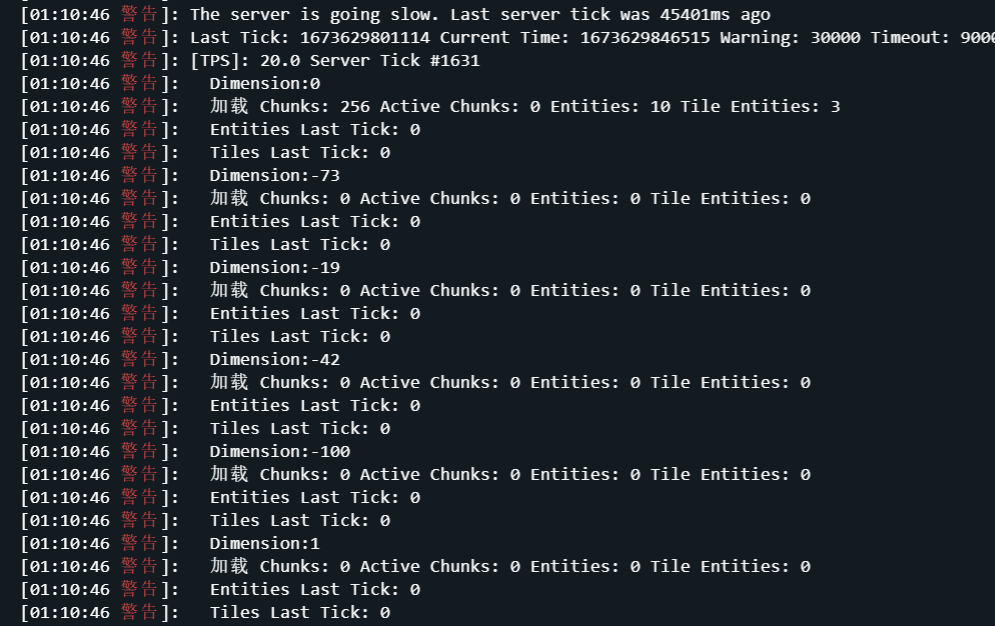 [01:10:46 警告]: The server is going slow. Last server tick was 45401ms ago
[01:10:46 警告]: Last Tick: 1673629801114 Current Time: 1673629846515 Warning: 30000 Timeout: 9000
[01:10:46 警告]: [TPS]: 20.0 Server Tick #1631
[01:10:46 警告]:   Dimension:0
[01:10:46 警告]:   加载 Chunks: 256 Active Chunks: 0 Entities: 10 Tile Entities: 3
[01:10:46 警告]:   Entities Last Tick: 0
[01:10:46 警告]:   Tiles Last Tick: 0
[01:10:46 警告]:   Dimension:-73
[01:10:46 警告]:   加载 Chunks: 0 Active Chunks: 0 Entities: 0 Tile Entities: 0
[01:10:46 警告]:   Entities Last Tick: 0
[01:10:46 警告]:   Tiles Last Tick: 0
[01:10:46 警告]:   Dimension:-19
[01:10:46 警告]:   加载 Chunks: 0 Active Chunks: 0 Entities: 0 Tile Entities: 0
[01:10:46 警告]:   Entities Last Tick: 0
[01:10:46 警告]:   Tiles Last Tick: 0
[01:10:46 警告]:   Dimension:-42
[01:10:46 警告]:   加载 Chunks: 0 Active Chunks: 0 Entities: 0 Tile Entities: 0
[01:10:46 警告]:   Entities Last Tick: 0
[01:10:46 警告]:   Tiles Last Tick: 0
[01:10:46 警告]:   Dimension:-100
[01:10:46 警告]:   加载 Chunks: 0 Active Chunks: 0 Entities: 0 Tile Entities: 0
[01:10:46 警告]:   Entities Last Tick: 0
[01:10:46 警告]:   Tiles Last Tick: 0
[01:10:46 警告]:   Dimension:1
[01:10:46 警告]:   加载 Chunks: 0 Active Chunks: 0 Entities: 0 Tile Entities: 0
[01:10:46 警告]:   Entities Last Tick: 0
[01:10:46 警告]:   Tiles Last Tick: 0